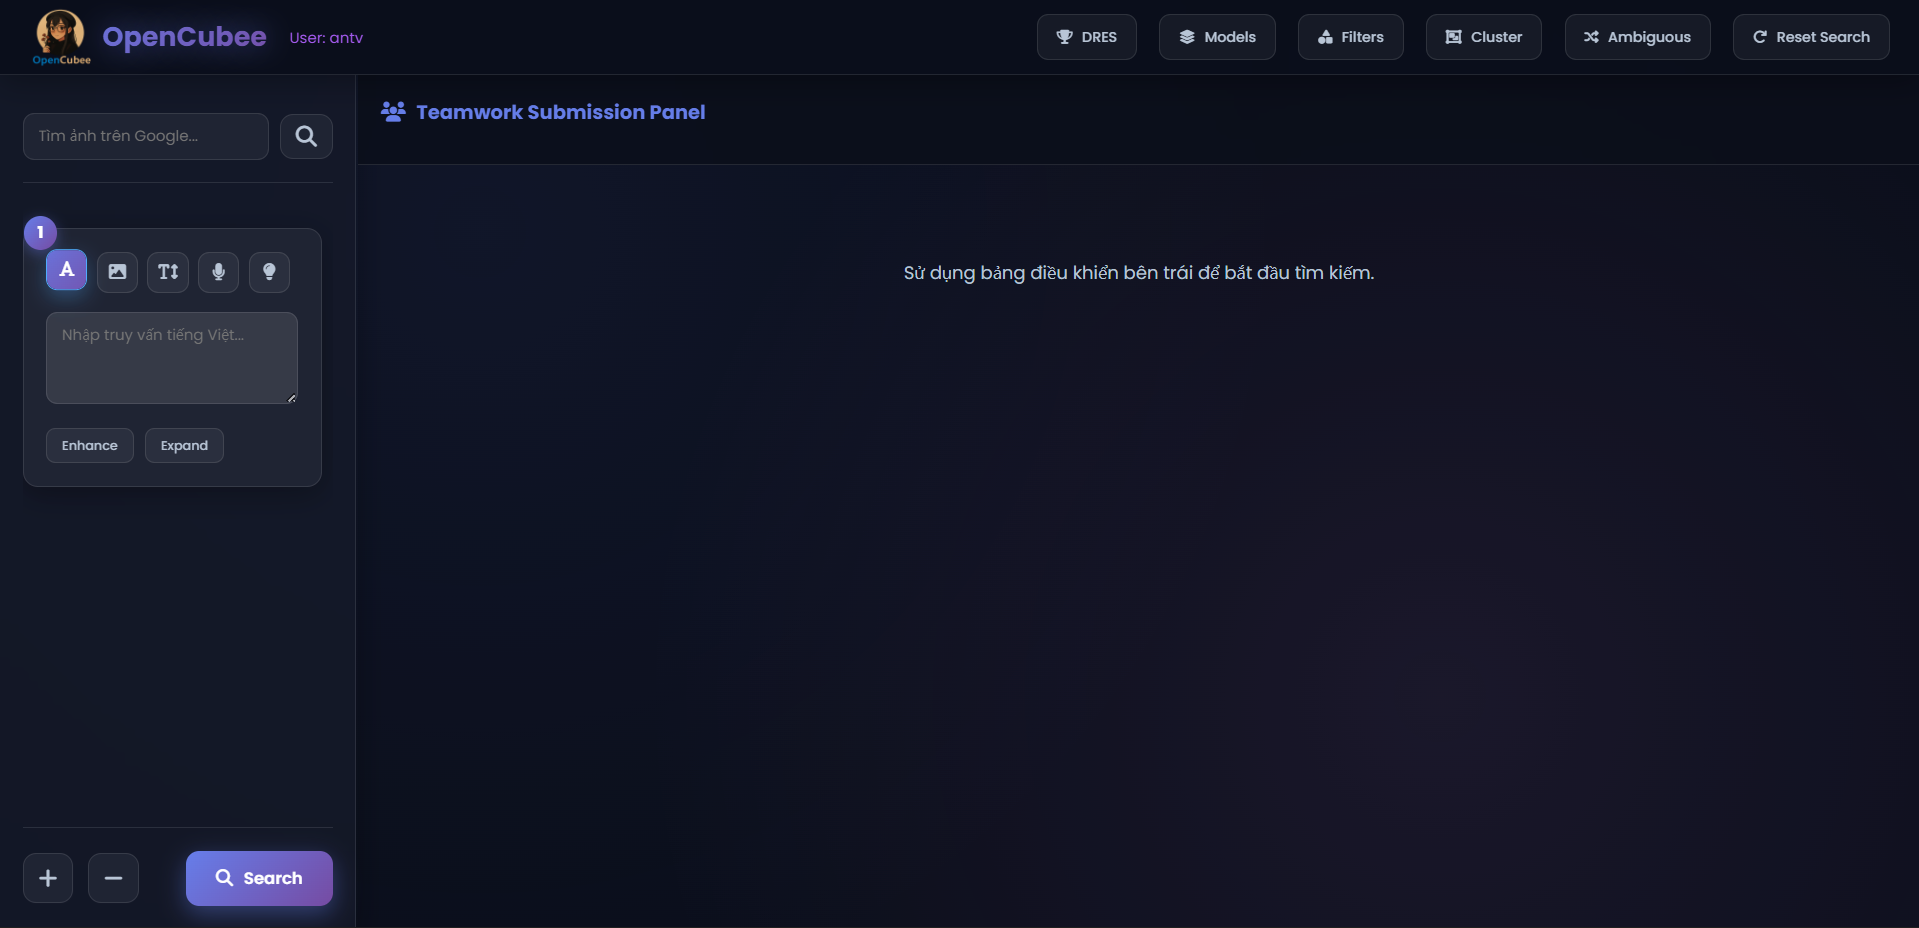 OpenCubee
OpenCubee
User: antv
DRES
Models
Filters
Cluster
Ambiguous
Reset Search
Tìm ảnh trên Google...
Teamwork Submission Panel
1
A
T
Nhập truy vấn tiếng Việt...
Enhance
Expand
Sử dụng bảng điều khiển bên trái để bắt đầu tìm kiếm.
Search